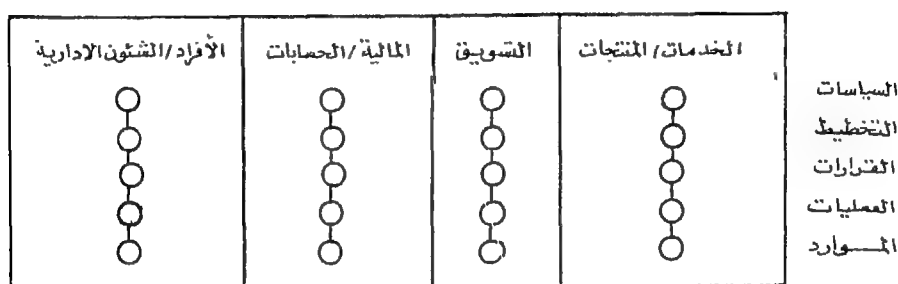 الخدمات/المنتجات التسويق المالية/الحسابات الأفراد/الشئون الادارية
السياسات
التخطيط
القرارات
العمليات
المـــوارد